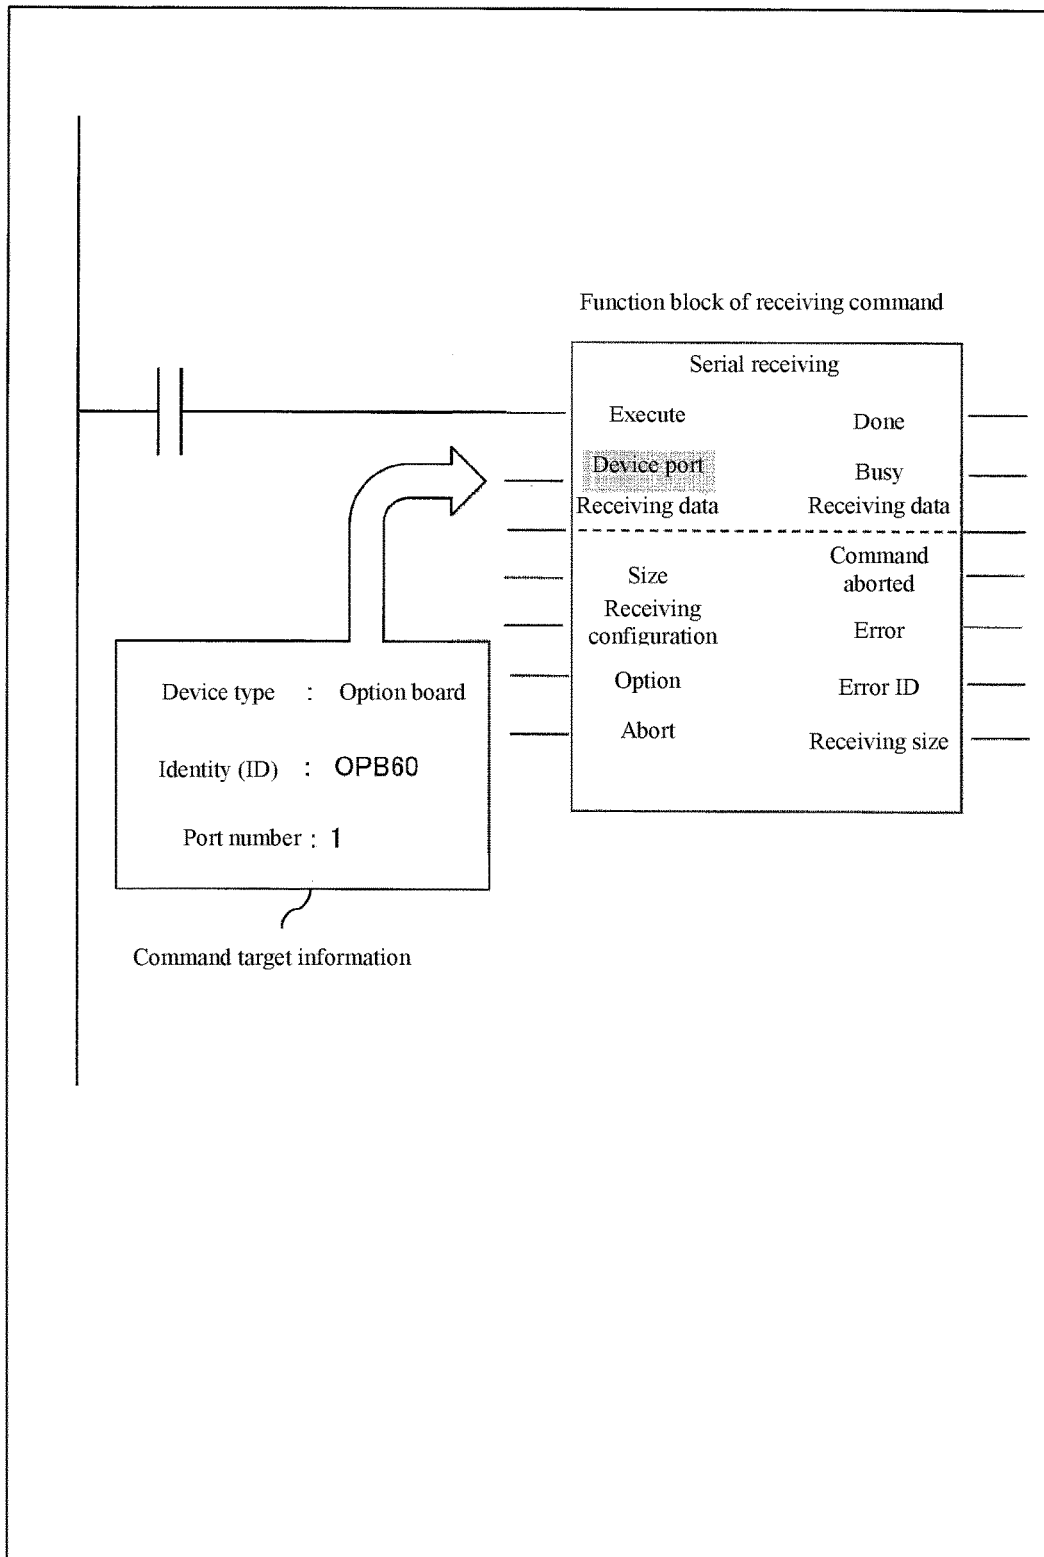 Function block of receiving command
Serial receiving
Execute
Done
Device port
Busy
Receiving data
Receiving data
Size
Command
aborted
Receiving
configuration
Error
Option
Error ID
Abort
Receiving size
Device type : Option board
Identity (ID) : OPB60
Port number : 1
Command target information